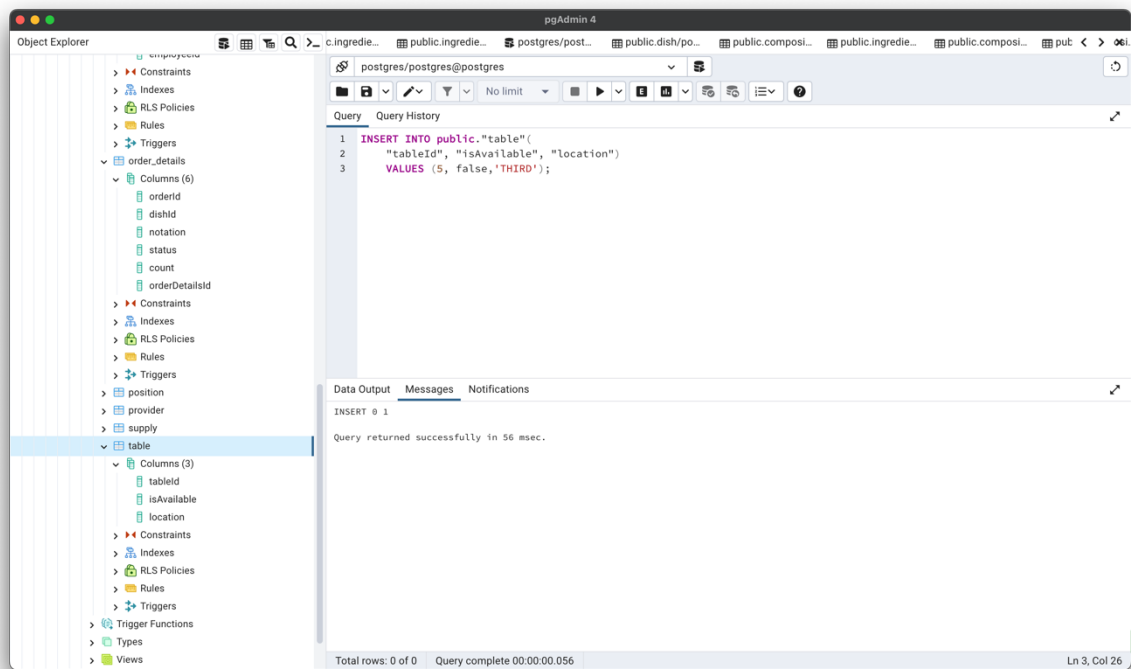 pgAdmin 4
Object Explorer
employeeId
Constraints
Indexes
RLS Policies
Rules
Triggers
order_details
Columns (6)
orderId
dishId
notation
status
count
orderDetailsId
Constraints
Indexes
RLS Policies
Rules
Triggers
position
provider
supply
table
Columns (3)
tableId
isAvailable
location
Constraints
Indexes
RLS Policies
Rules
Triggers
Trigger Functions
Types
Views
c.ingredie... public.ingredie... postgres/post... public.dish/po... public.composi... public.ingredie... public.composi...
postgres/postgres@postgres
No limit
E
Query Query History
1 INSERT INTO public."table"(
2 "tableId", "isAvailable", "location")
3 VALUES (5, false,'THIRD');
Data Output Messages Notifications
INSERT 0 1
Query returned successfully in 56 msec.
Total rows: 0 of 0 Query complete 00:00:00.056 Ln 3, Col 26